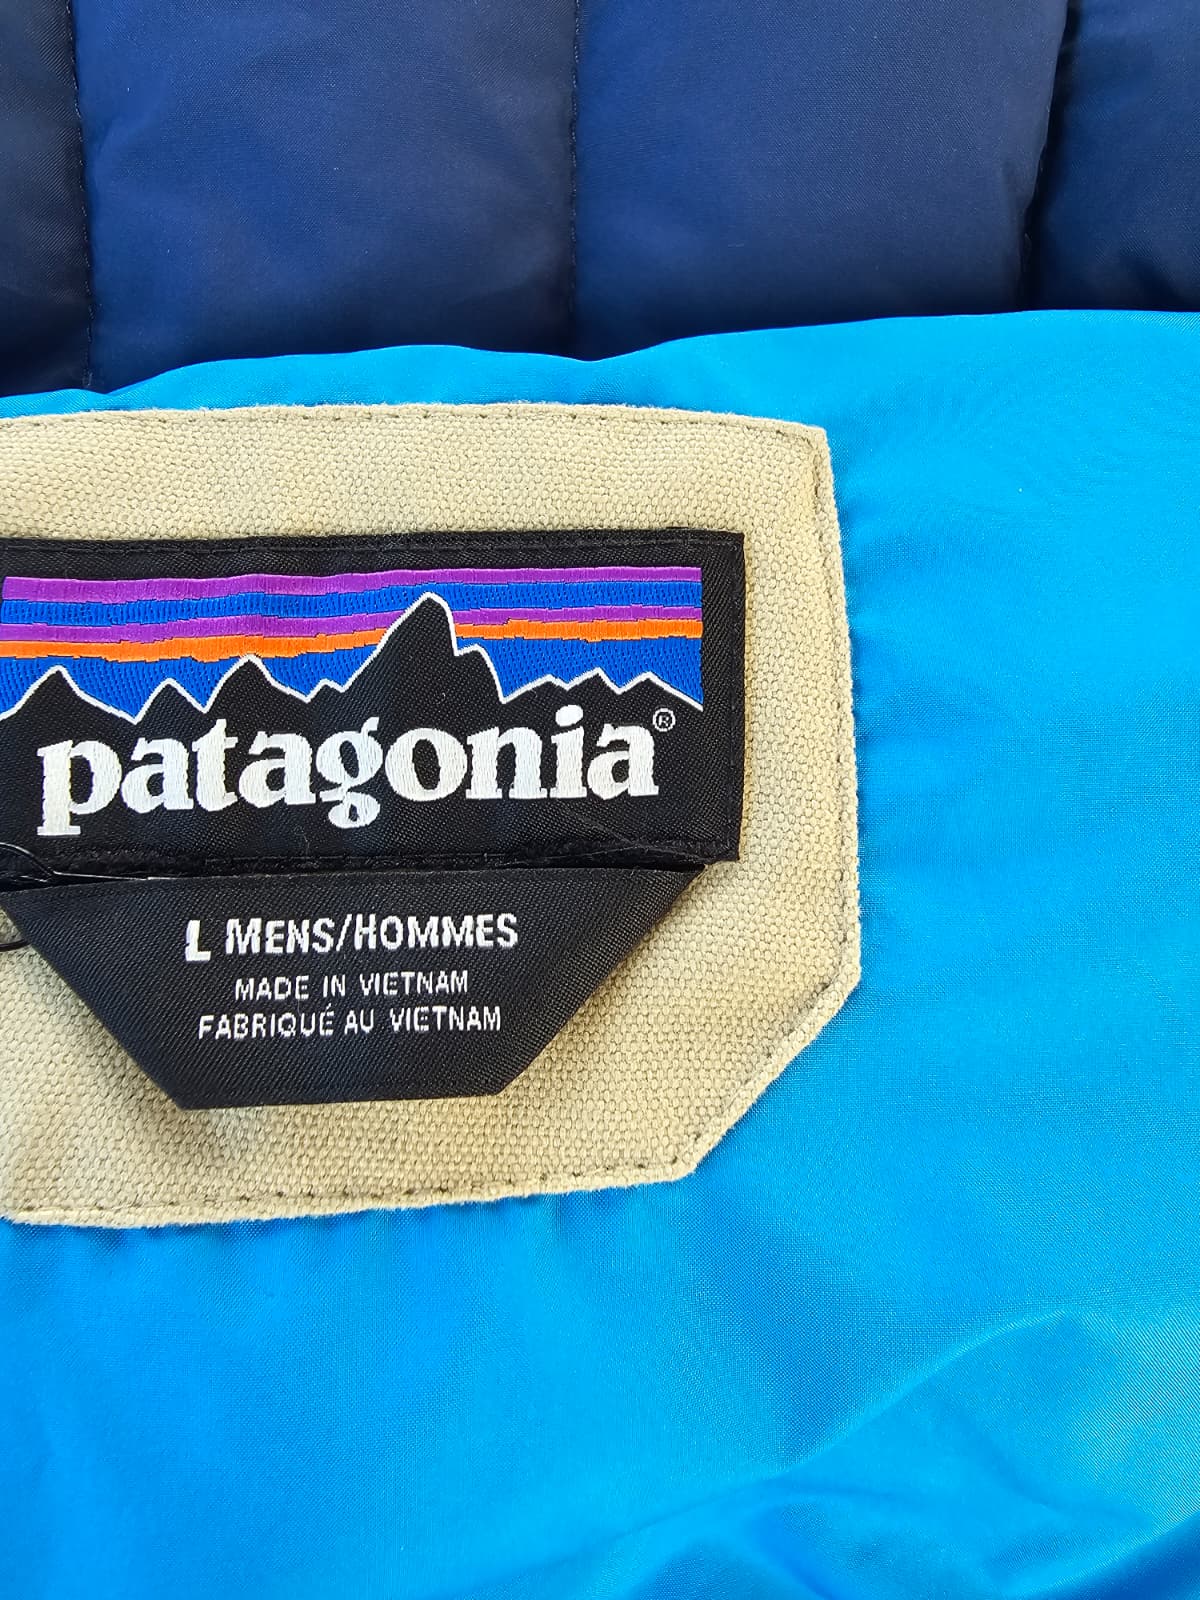 patagonia®
L MENS/HOMMES
MADE IN VIETNAM
FABRIQUÉ AU VIETNAM